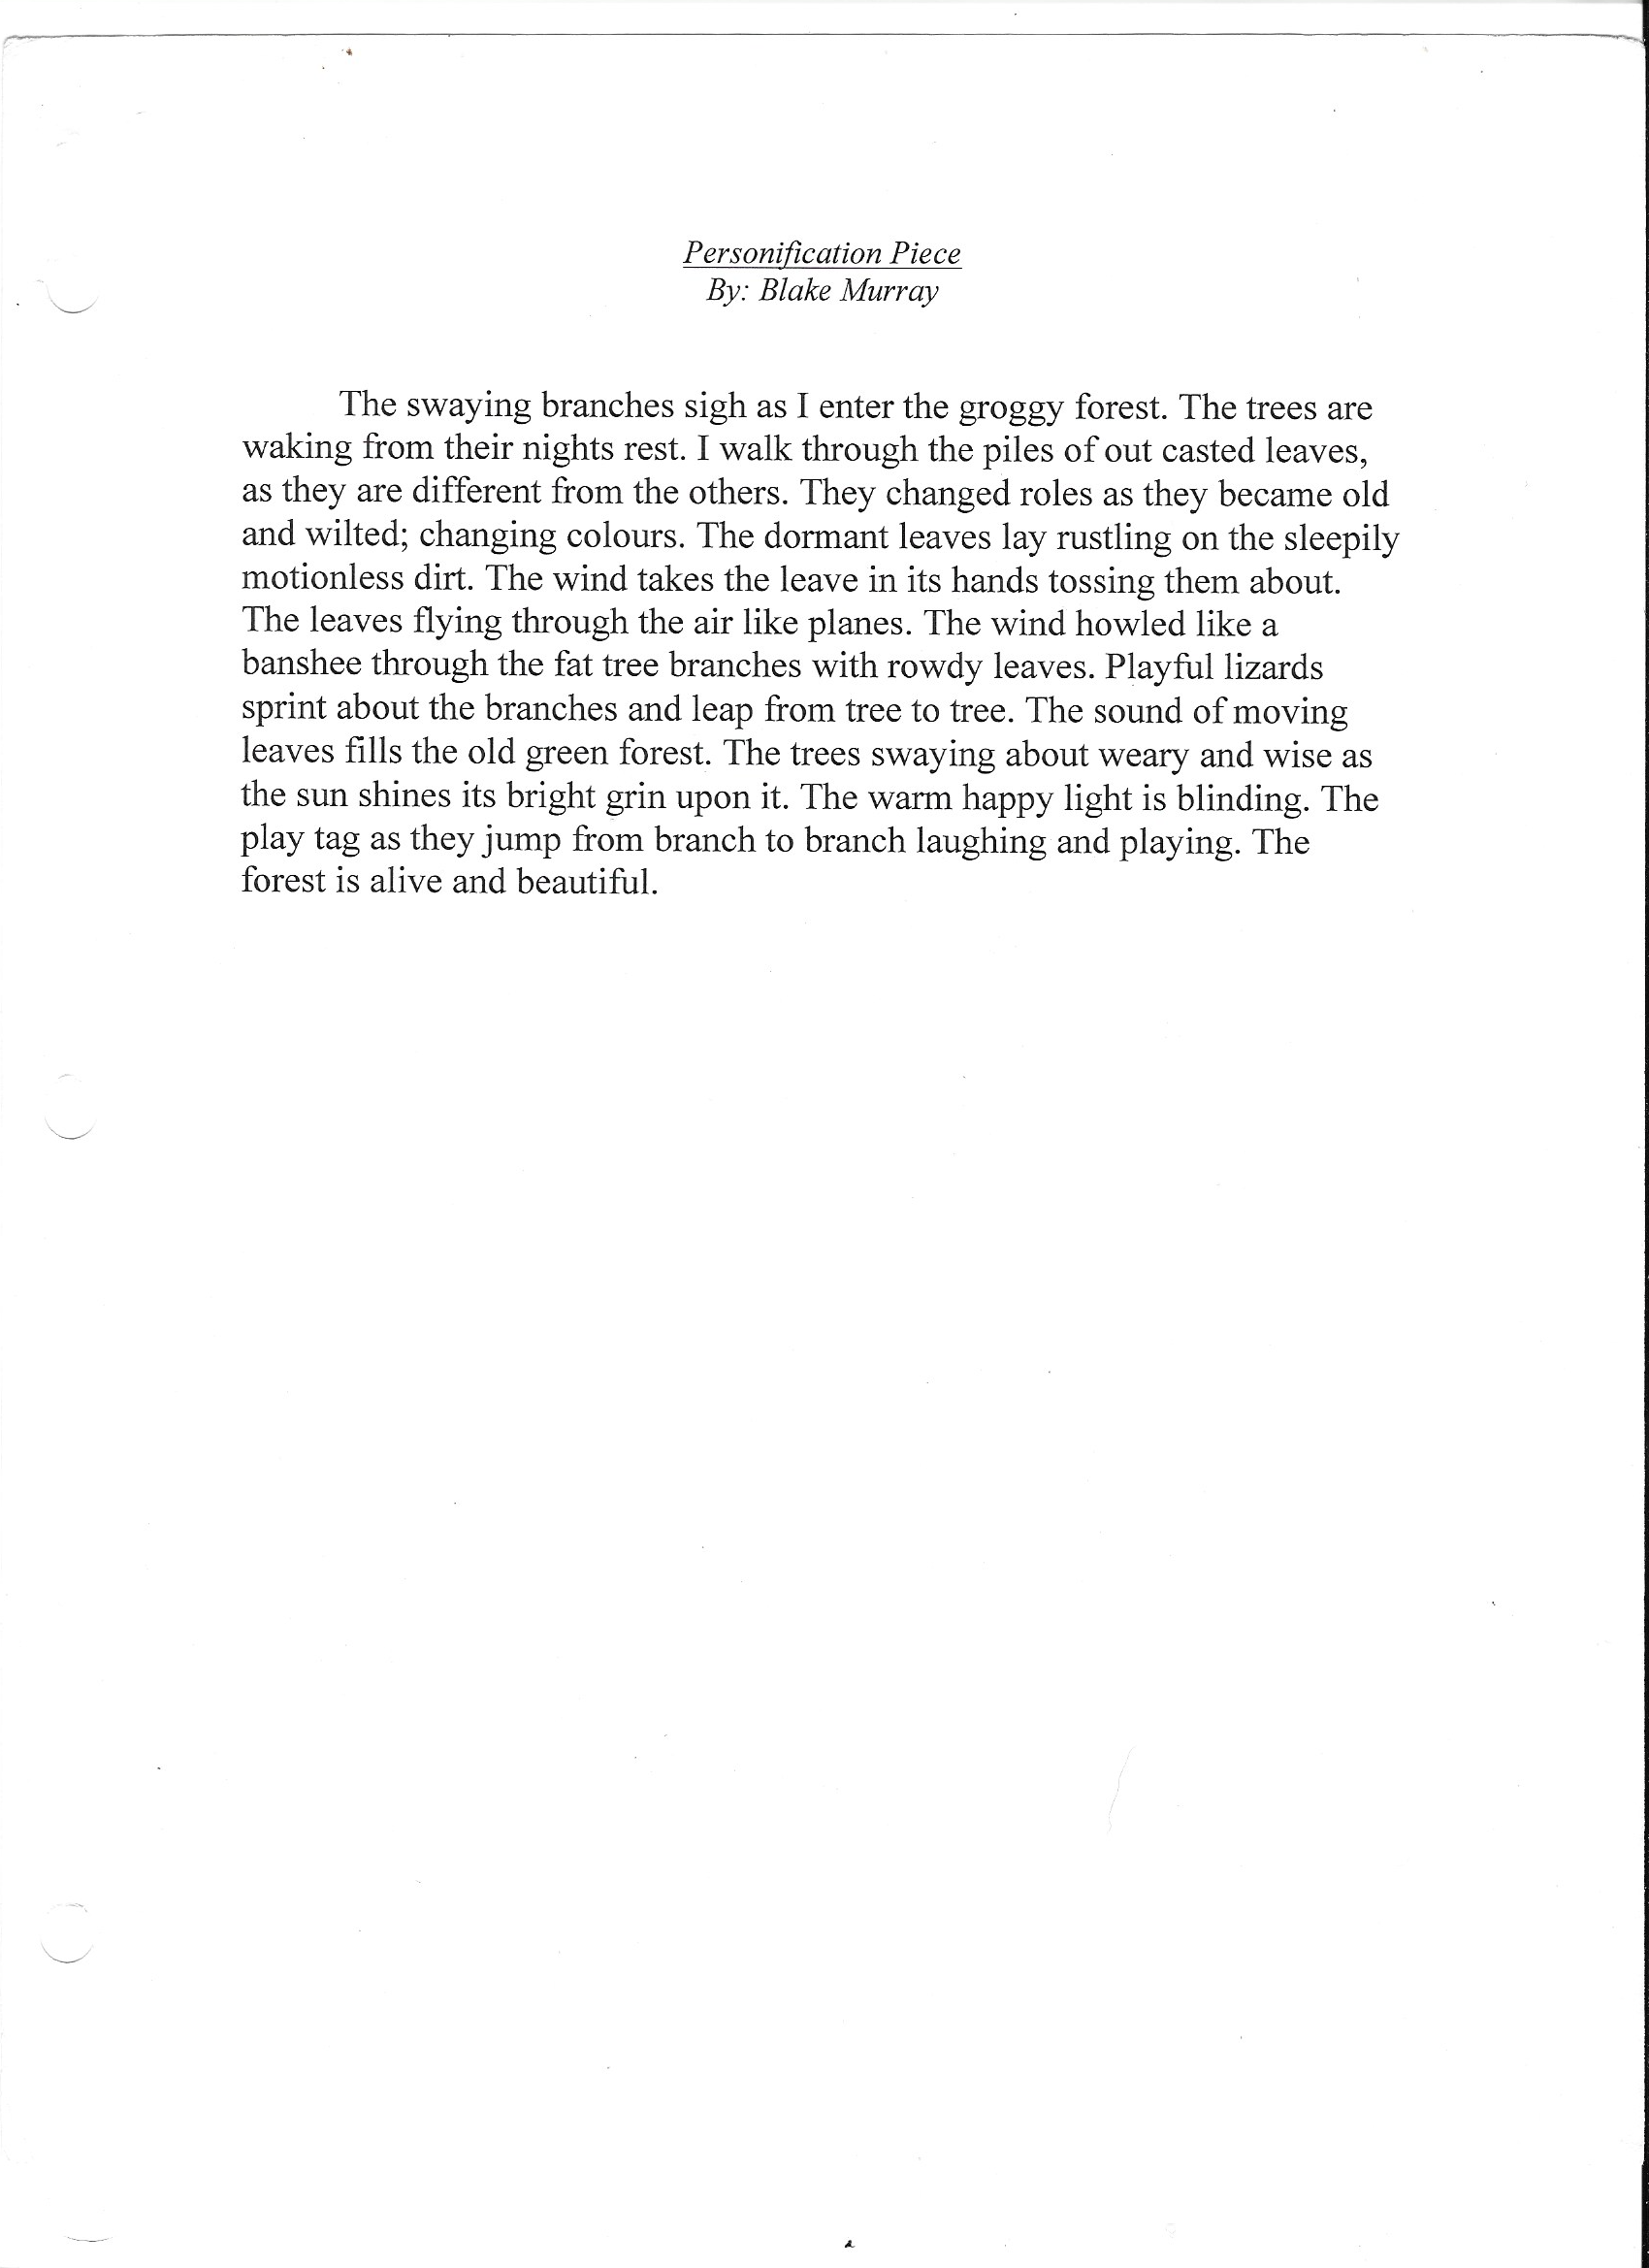 Personification Piece
By: Blake Murray
The swaying branches sigh as I enter the groggy forest. The trees are
waking from their nights rest. I walk through the piles of out casted leaves,
as they are different from the others. They changed roles as they became old
and wilted; changing colours. The dormant leaves lay rustling on the sleepily
motionless dirt. The wind takes the leave in its hands tossing them about.
The leaves flying through the air like planes. The wind howled like a
banshee through the fat tree branches with rowdy leaves. Playful lizards
sprint about the branches and leap from tree to tree. The sound of moving
leaves fills the old green forest. The trees swaying about weary and wise as
the sun shines its bright grin upon it. The warm happy light is blinding. The
play tag as they jump from branch to branch laughing and playing. The
forest is alive and beautiful.